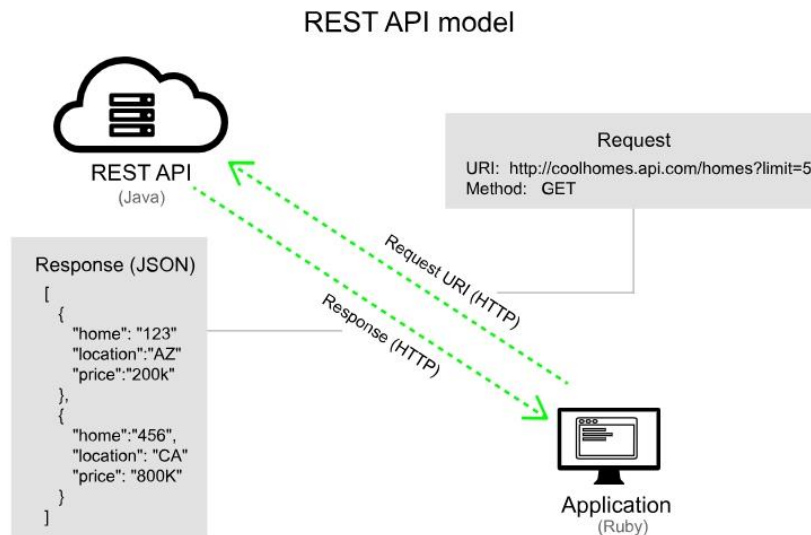 REST API model
REST API
(Java)
Request
URI:  http://coolhomes.api.com/homes?limit=5
Method:   GET
Request URI (HTTP)
Response (HTTP)
Response (JSON)
[
{
"home": "123"
"location":"AZ"
"price":"200k"
},
{
"home":"456",
"location": "CA"
"price": "800K"
}
]
Application
(Ruby)